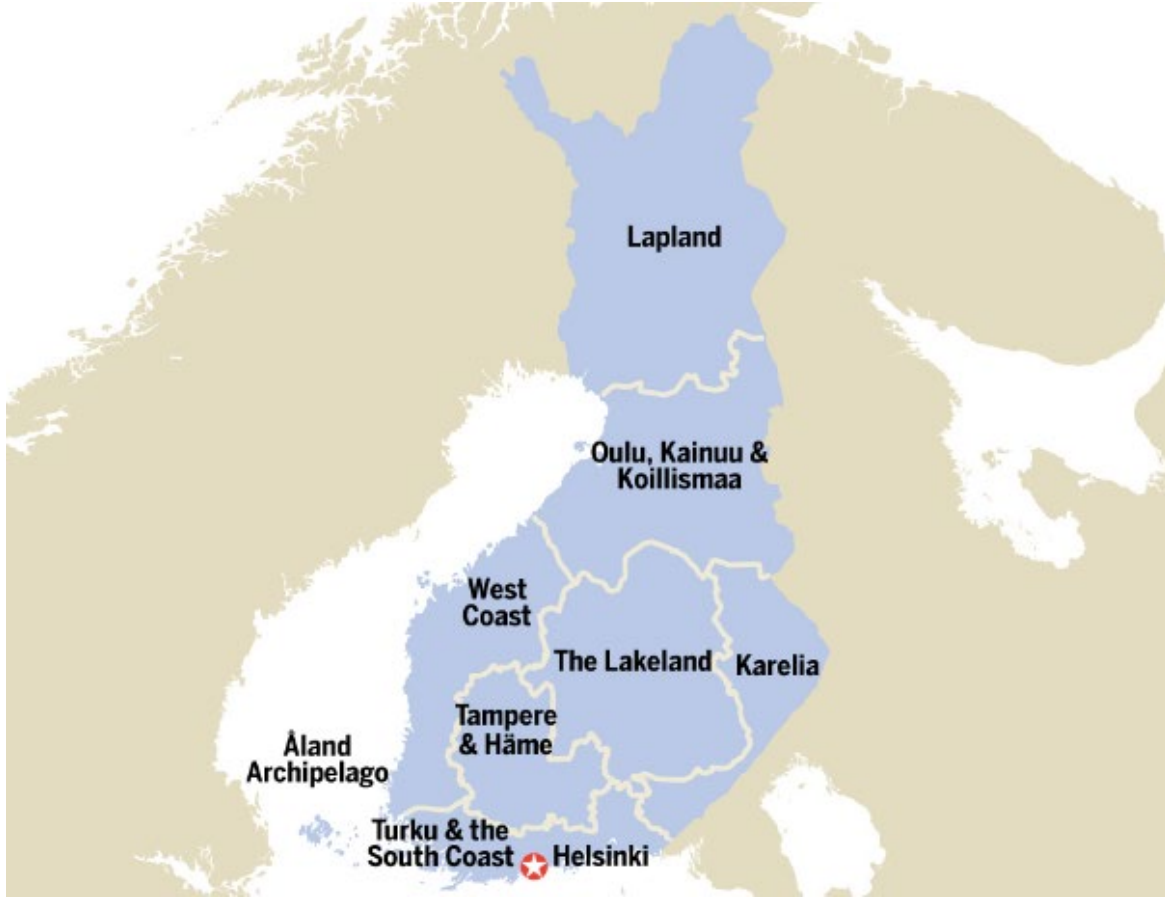 Lapland
Oulu, Kainuu &
Koillismaa
West
Coast
The Lakeland
Karelia
Tampere
& Häme
Åland
Archipelago
Turku & the
South Coast
Helsinki